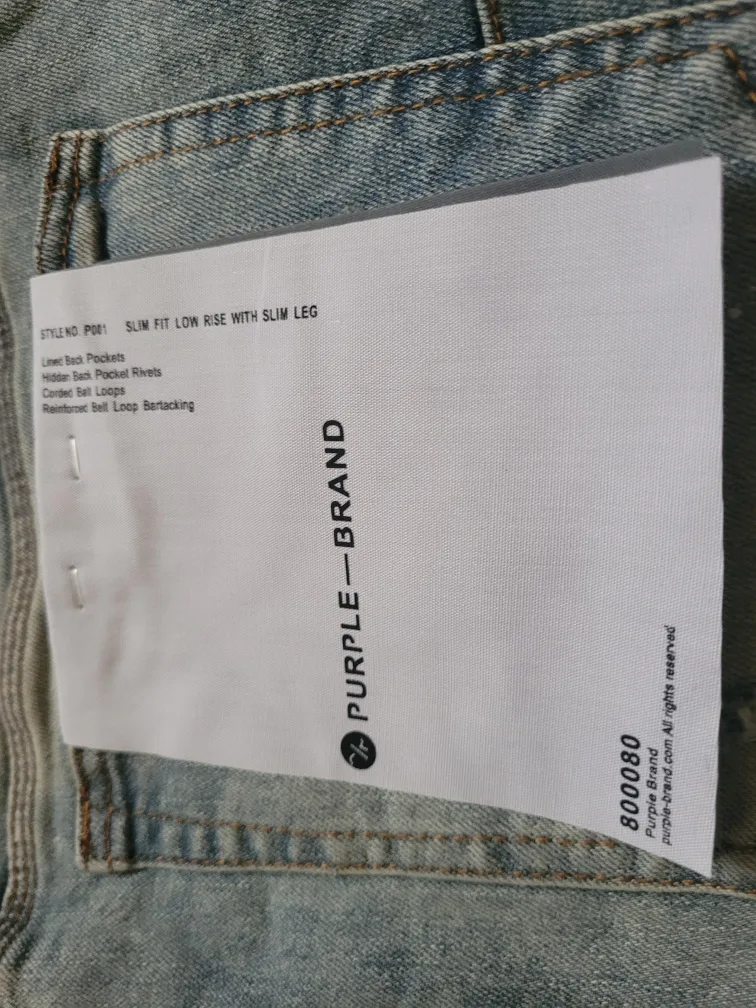 STYLE NO. P001 SLIM FIT LOW RISE WITH SLIM LEG
Lined Back Pockets
Hidden Back Pocket Rivets
Corded Belt Loops
Reinforced Belt Loop Bartacking
PURPLE—BRAND
800080
Purple Brand
purple-brand.com All rights reserved